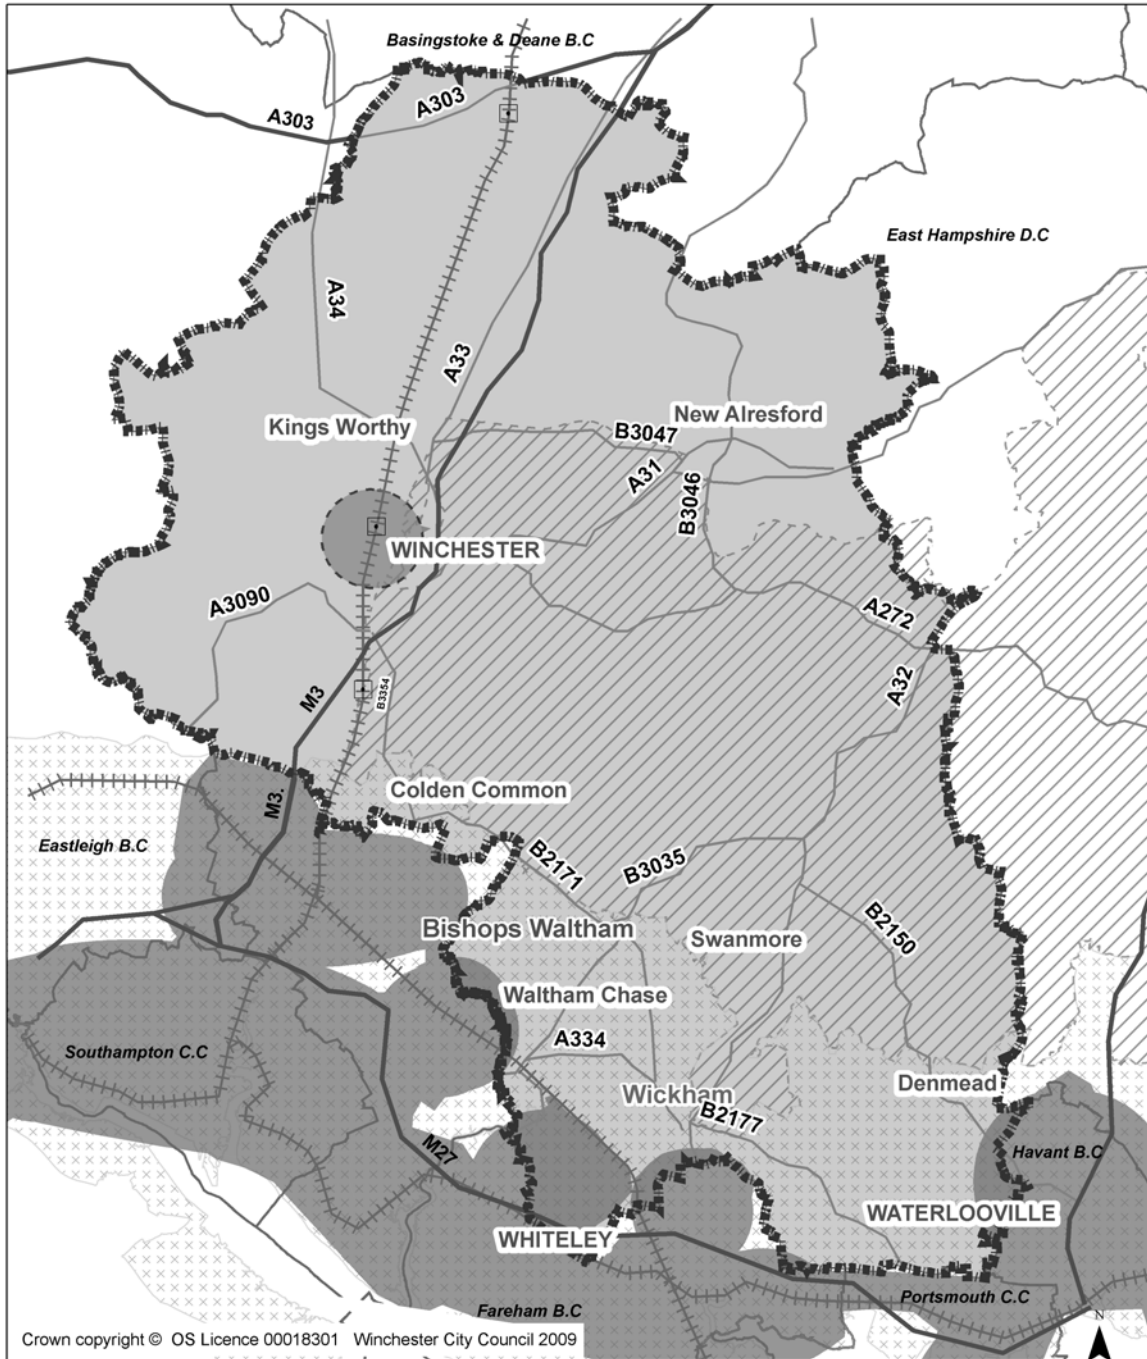 Basingstoke & Deane B.C
A303
A303
East Hampshire D.C
A34
A33
Kings Worthy
New Alresford
B3047
A31
B3046
WINCHESTER
A3090
A272
A32
M3
B3354
Colden Common
M3.
Eastleigh B.C
B2171
B3035
B2150
Bishops Waltham
Swanmore
Waltham Chase
A334
Southampton C.C
Denmead
Wickham
B2177
Havant B.C
M27
WATERLOOVILLE
WHITELEY
Portsmouth C.C
Fareham B.C
N
Crown copyright © OS Licence 00018301 Winchester City Council 2009